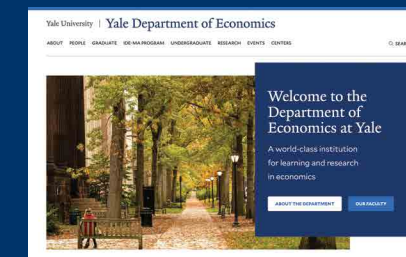 Yale University | Yale Department of Economics
ABOUT PEOPLE GRADUATE IDE-MA PROGRAM UNDERGRADUATE RESEARCH EVENTS CENTERS
Welcome to the
Department of
Economics at Yale
A world-class institution
for learning and research
in economics
ABOUT THE DEPARTMENT OUR FACULTY